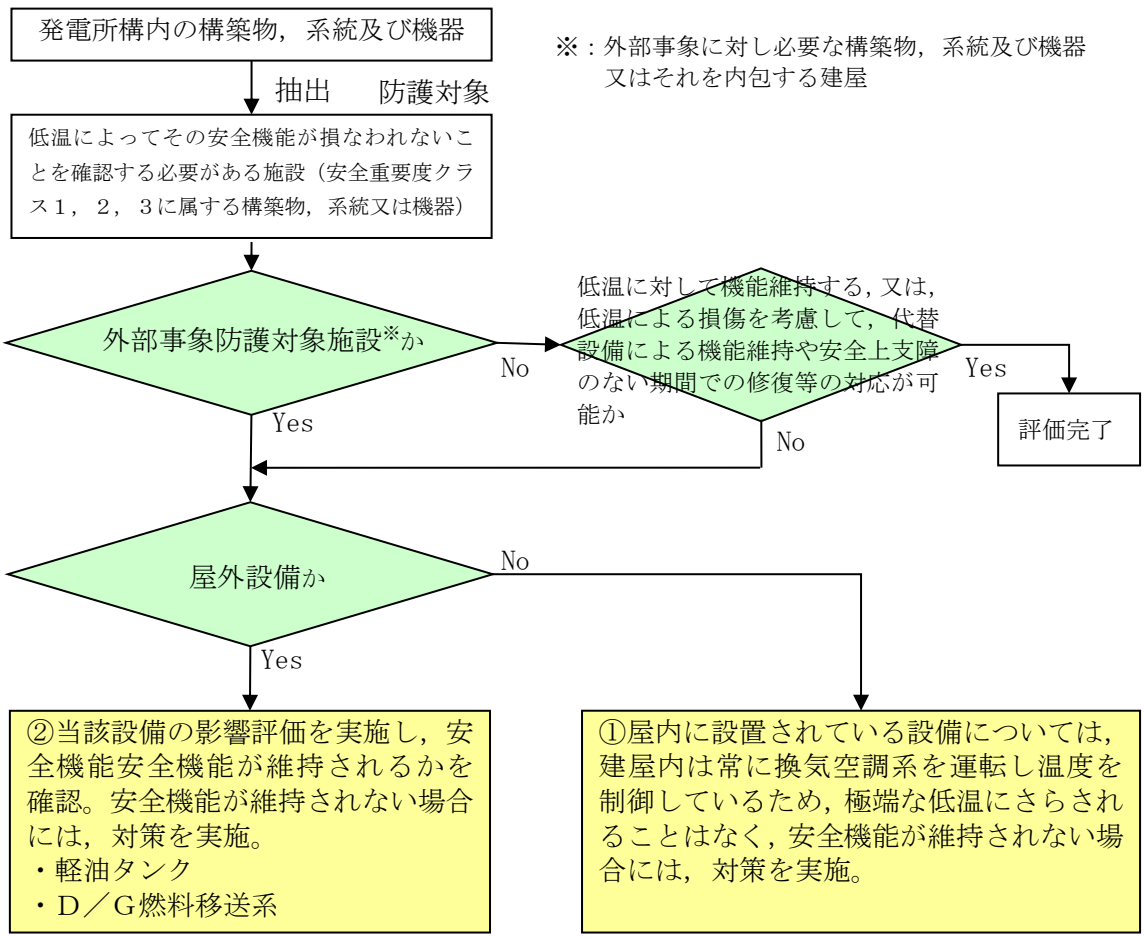 発電所構内の構築物，系統及び機器
※：外部事象に対し必要な構築物，系統及び機器
又はそれを内包する建屋
抽出　防護対象
低温によってその安全機能が損なわれないこ
とを確認する必要がある施設（安全重要度クラ
ス１，２，３に属する構築物，系統又は機器）
外部事象防護対象施設※か
No
Yes
低温に対して機能維持する，又は，
低温による損傷を考慮して，代替
設備による機能維持や安全上支障
のない期間での修復等の対応が可
能か
Yes
No
評価完了
屋外設備か
No
Yes
②当該設備の影響評価を実施し，安
全機能安全機能が維持されるかを
確認。安全機能が維持されない場合
には，対策を実施。
・軽油タンク
・Ｄ／Ｇ燃料移送系
①屋内に設置されている設備については，
建屋内は常に換気空調系を運転し温度を
制御しているため，極端な低温にさらされ
ることはなく，安全機能が維持されない場
合には，対策を実施。